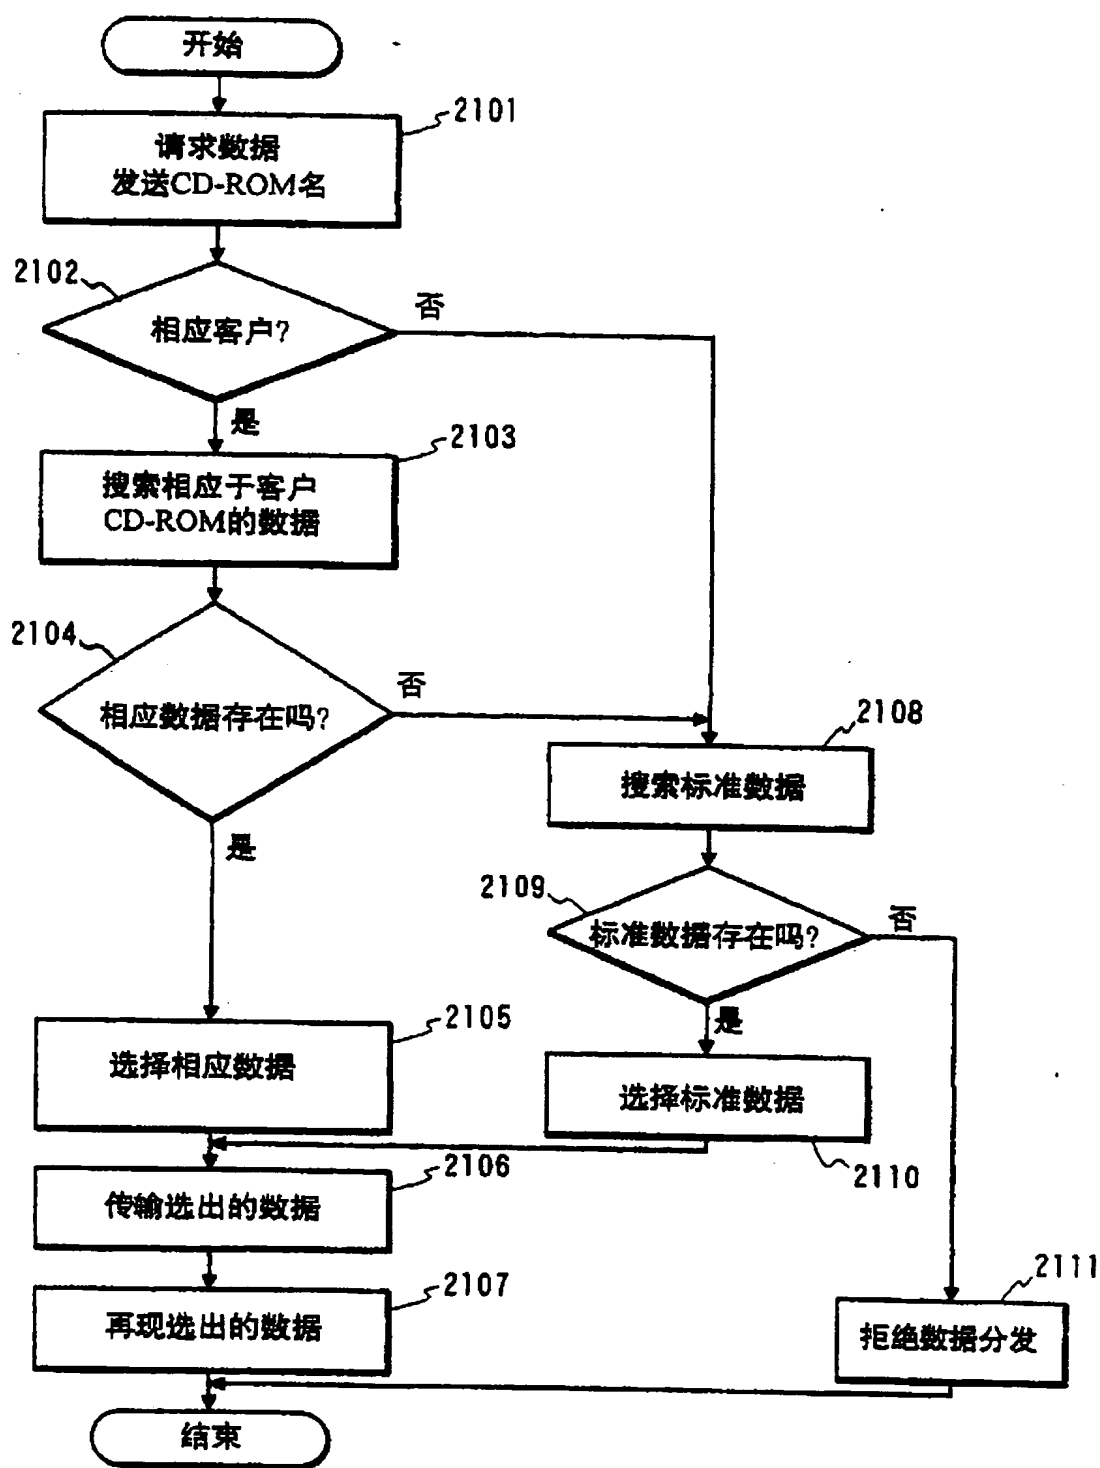 开始
2101
请求数据
发送CD-ROM名
2102
相应客户?
否
是
2103
搜索相应于客户
CD-ROM的数据
2104
相应数据存在吗?
否
是
2108
搜索标准数据
2109
标准数据存在吗?
否
是
2105
选择相应数据
选择标准数据
2110
2106
传输选出的数据
2107
再现选出的数据
2111
拒绝数据分发
结束